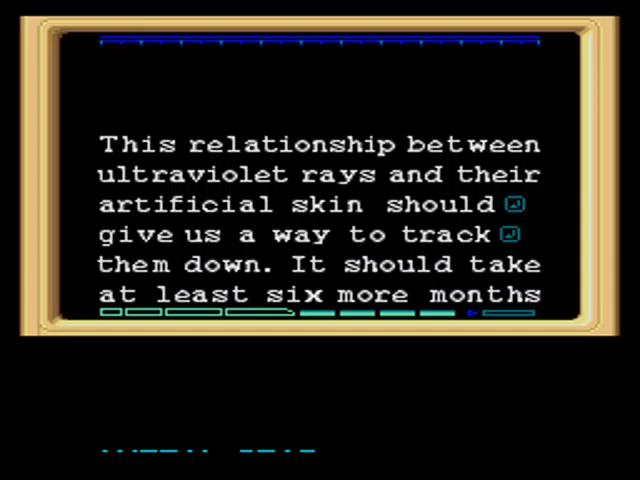 This relationship between
ultraviolet rays and their
artificial skin should
give us a way to track
them down. It should take
at least six more months